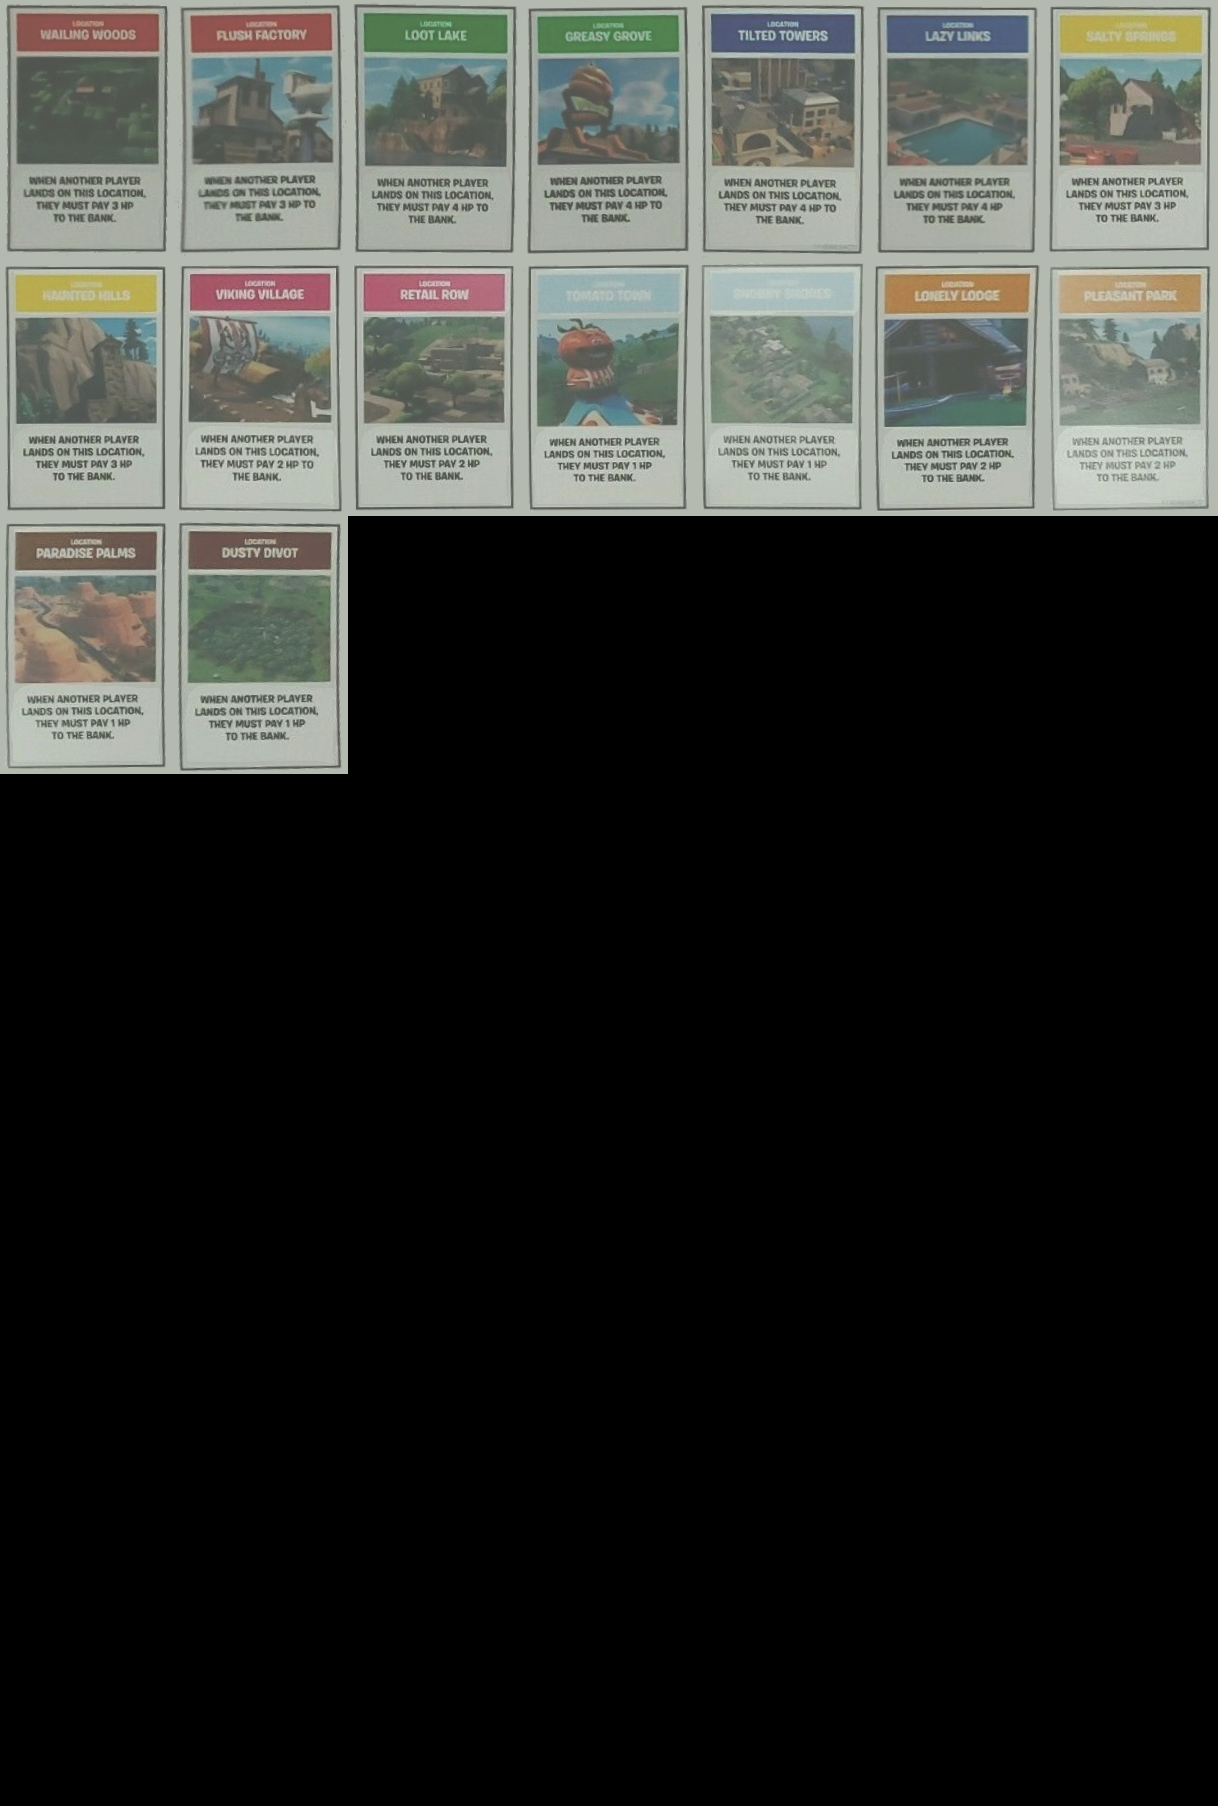 LOCATION
WAILING WOODS
WHEN ANOTHER PLAYER
LANDS ON THIS LOCATION,
THEY MUST PAY 3 HP
TO THE BANK.
LOCATION
FLUSH FACTORY
WHEN ANOTHER PLAYER
LANDS ON THIS LOCATION,
THEY MUST PAY 3 HP TO
THE BANK.
LOCATION
LOOT LAKE
WHEN ANOTHER PLAYER
LANDS ON THIS LOCATION,
THEY MUST PAY 4 HP TO
THE BANK.
LOCATION
GREASY GROVE
WHEN ANOTHER PLAYER
LANDS ON THIS LOCATION,
THEY MUST PAY 4 HP TO
THE BANK.
LOCATION
TILTED TOWERS
WHEN ANOTHER PLAYER
LANDS ON THIS LOCATION,
THEY MUST PAY 4 HP TO
THE BANK.
LOCATION
LAZY LINKS
WHEN ANOTHER PLAYER
LANDS ON THIS LOCATION,
THEY MUST PAY 4 HP
TO THE BANK.
LOCATION
SALTY SPRINGS
WHEN ANOTHER PLAYER
LANDS ON THIS LOCATION,
THEY MUST PAY 3 HP
TO THE BANK.
LOCATION
HAUNTED HILLS
WHEN ANOTHER PLAYER
LANDS ON THIS LOCATION,
THEY MUST PAY 3 HP
TO THE BANK.
LOCATION
VIKING VILLAGE
WHEN ANOTHER PLAYER
LANDS ON THIS LOCATION,
THEY MUST PAY 2 HP TO
THE BANK.
LOCATION
RETAIL ROW
WHEN ANOTHER PLAYER
LANDS ON THIS LOCATION,
THEY MUST PAY 2 HP
TO THE BANK.
LOCATION
TOMATO TOWN
WHEN ANOTHER PLAYER
LANDS ON THIS LOCATION,
THEY MUST PAY 1 HP
TO THE BANK.
SNOBBY SHORES
WHEN ANOTHER PLAYER
LANDS ON THIS LOCATION,
THEY MUST PAY 1 HP
TO THE BANK.
LOCATION
LONELY LODGE
WHEN ANOTHER PLAYER
LANDS ON THIS LOCATION,
THEY MUST PAY 2 HP
TO THE BANK.
LOCATION
PLEASANT PARK
WHEN ANOTHER PLAYER
LANDS ON THIS LOCATION,
THEY MUST PAY 2 HP
TO THE BANK.
LOCATION
PARADISE PALMS
WHEN ANOTHER PLAYER
LANDS ON THIS LOCATION,
THEY MUST PAY 1 HP
TO THE BANK.
LOCATION
DUSTY DIVOT
WHEN ANOTHER PLAYER
LANDS ON THIS LOCATION,
THEY MUST PAY 1 HP
TO THE BANK.